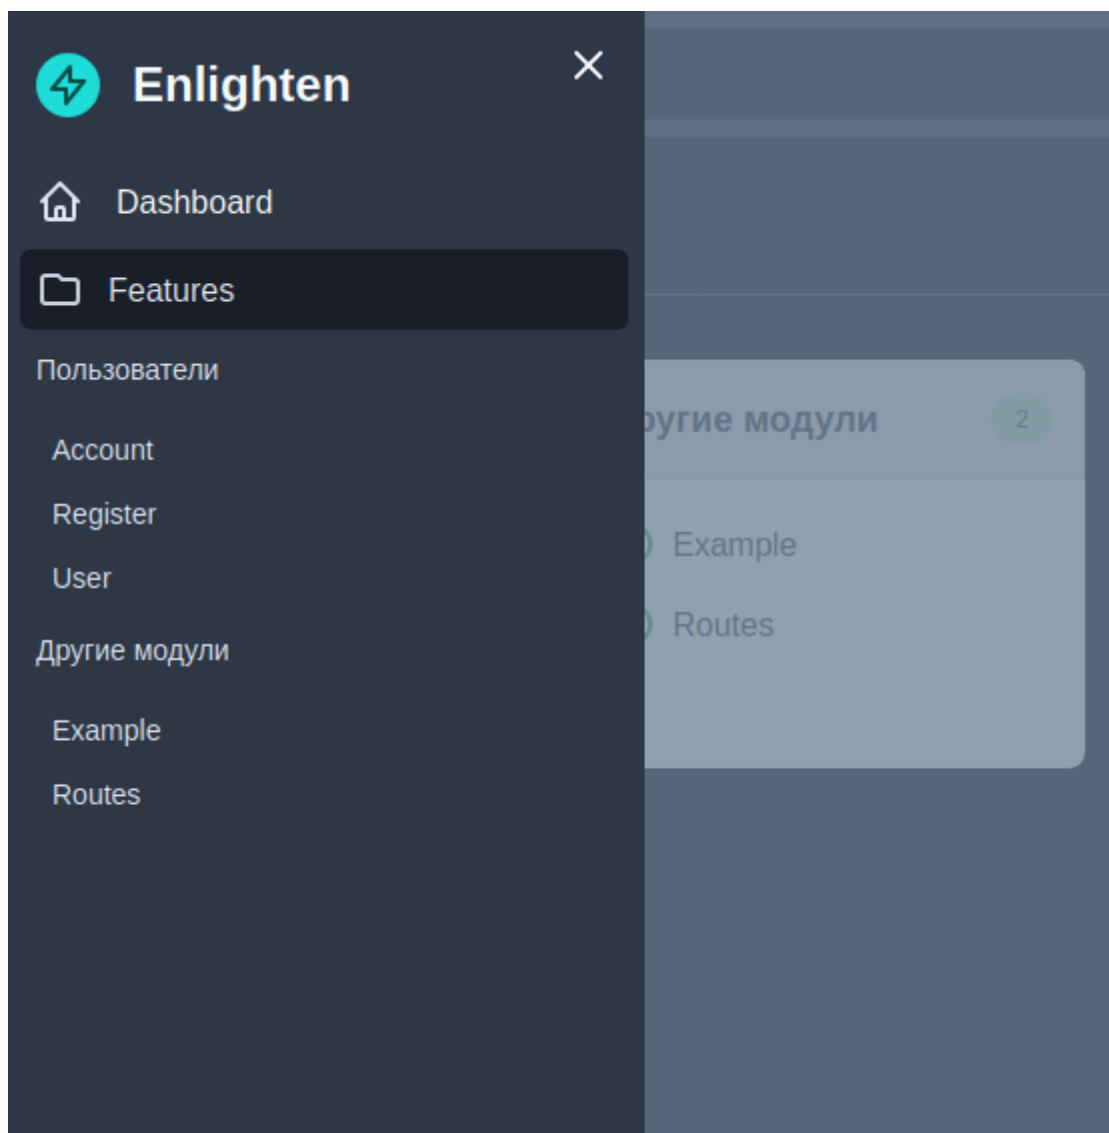 Enlighten
Dashboard
Features
Пользователи
Account
Register
User
Другие модули
Example
Routes
ругие модули
2
Example
Routes